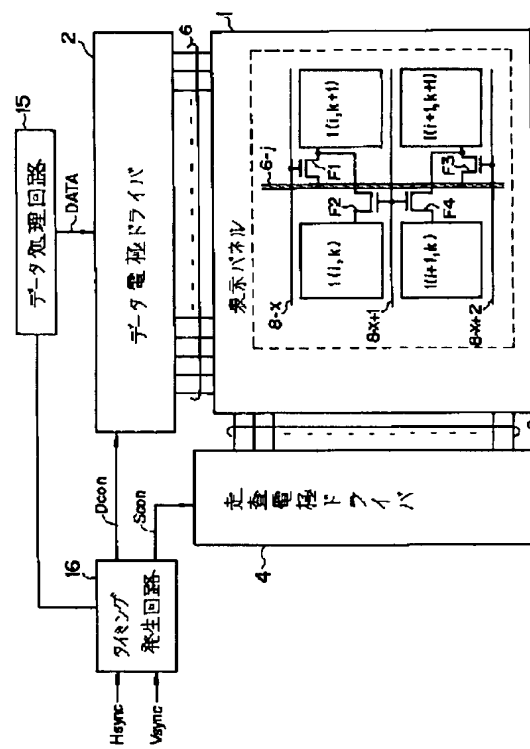 15
データ処理回路
DATA
2
データ電極ドライバ
6
16
タイミング
発生回路
Hsync
Vsync
Dcon
Scon
4
走査電極ドライバ
8
1
表示パネル
6-j
8-X
8-X+1
8-X+2
1(i,k)
1(i,k+1)
1(i+1,k)
1(i+1,k+1)
F1
F2
F3
F4